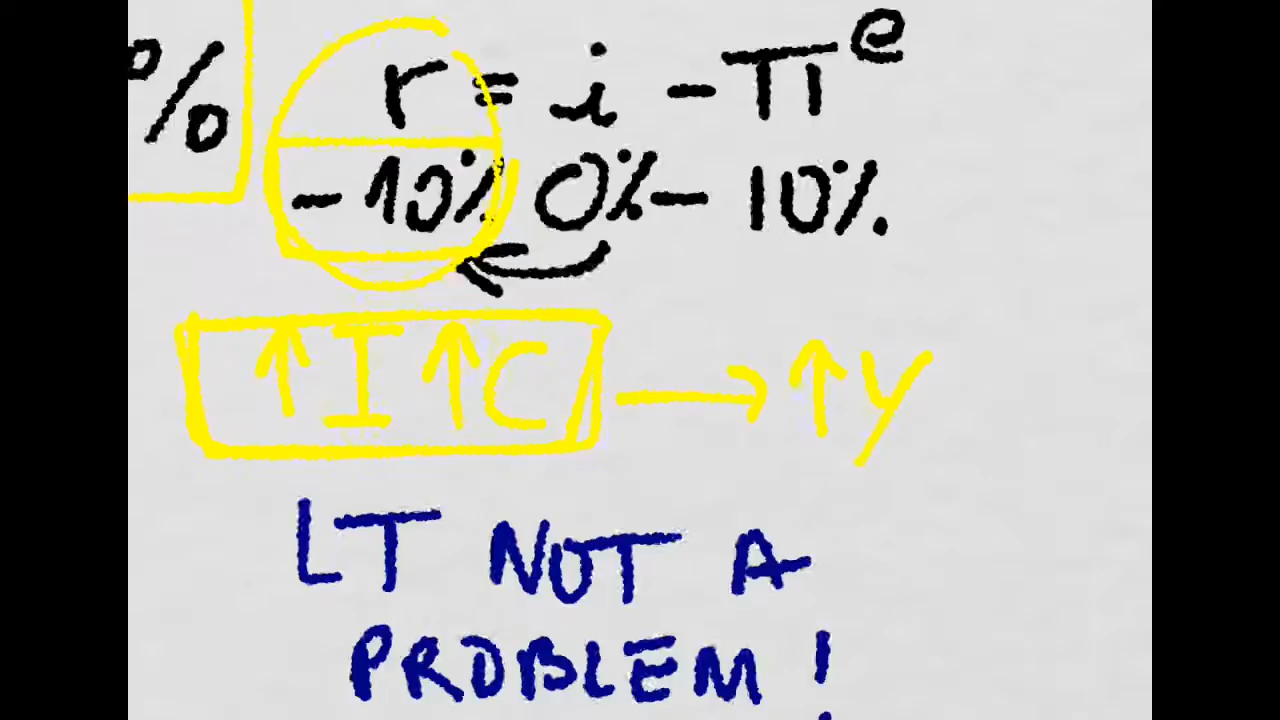 % r = i - π^e
-10% 0% - 10%
↑I ↑C → ↑Y
LT NOT A
PROBLEM!